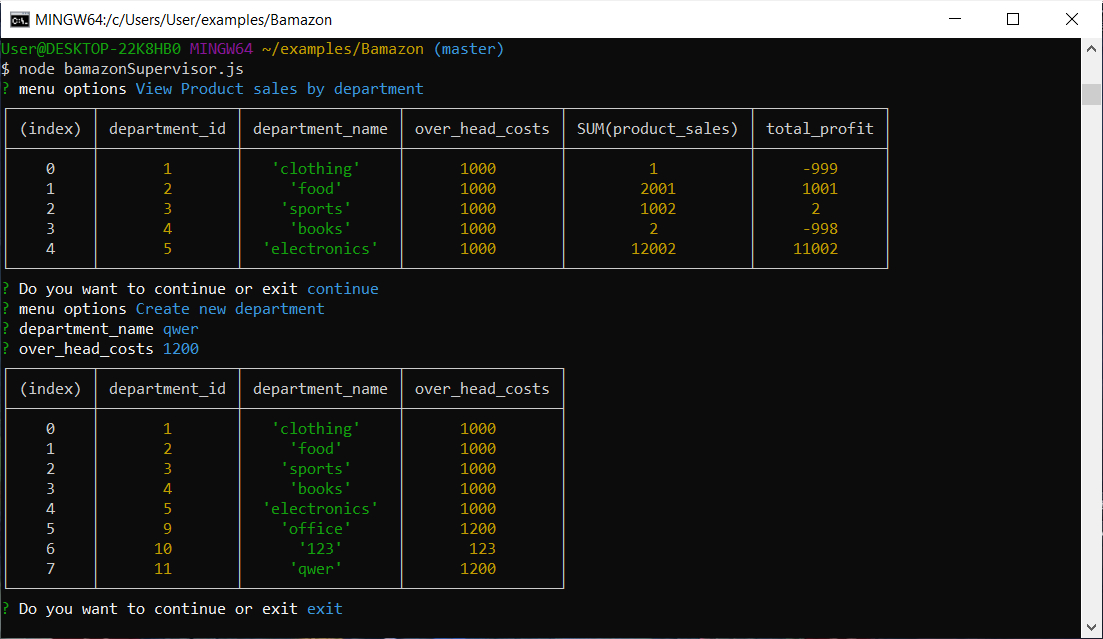 MINGW64:/c/Users/User/examples/Bamazon
User@DESKTOP-22K8HB0 MINGW64 ~/examples/Bamazon (master)
$ node bamazonSupervisor.js
? menu options View Product sales by department
(index) department_id department_name over_head_costs SUM(product_sales) total_profit
0 1 'clothing' 1000 1 -999
1 2 'food' 1000 2001 1001
2 3 'sports' 1000 1002 2
3 4 'books' 1000 2 -998
4 5 'electronics' 1000 12002 11002
? Do you want to continue or exit continue
? menu options Create new department
? department_name qwer
? over_head_costs 1200
(index) department_id department_name over_head_costs
0 1 'clothing' 1000
1 2 'food' 1000
2 3 'sports' 1000
3 4 'books' 1000
4 5 'electronics' 1000
5 9 'office' 1200
6 10 '123' 123
7 11 'qwer' 1200
? Do you want to continue or exit exit